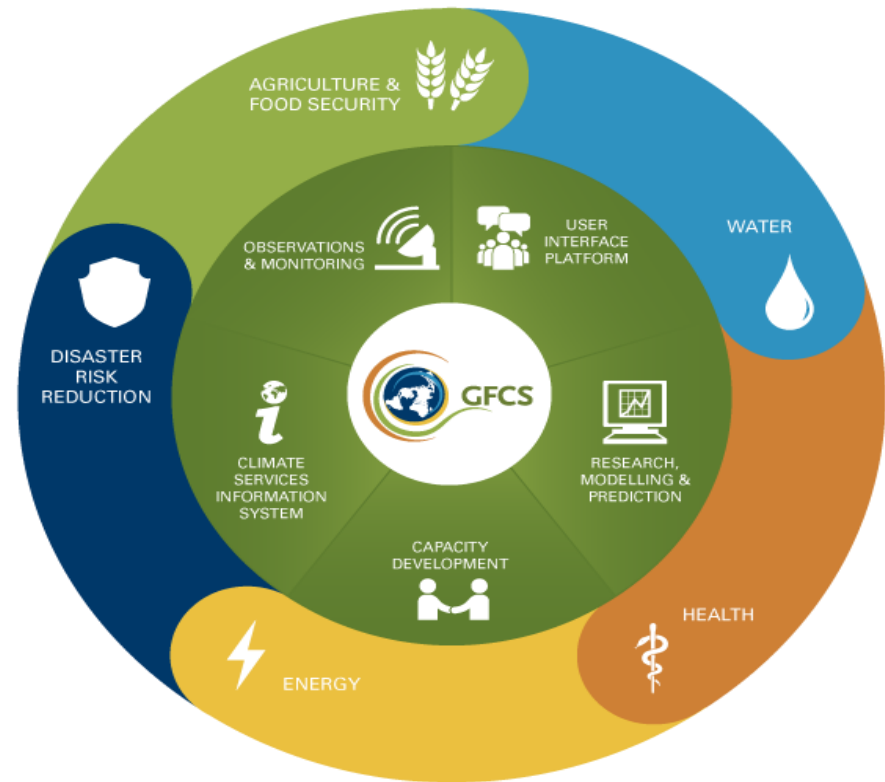 AGRICULTURE &
FOOD SECURITY
WATER
OBSERVATIONS
& MONITORING
USER
INTERFACE
PLATFORM
DISASTER
RISK
REDUCTION
GFCS
CLIMATE
SERVICES
INFORMATION
SYSTEM
RESEARCH,
MODELLING &
PREDICTION
CAPACITY
DEVELOPMENT
HEALTH
ENERGY